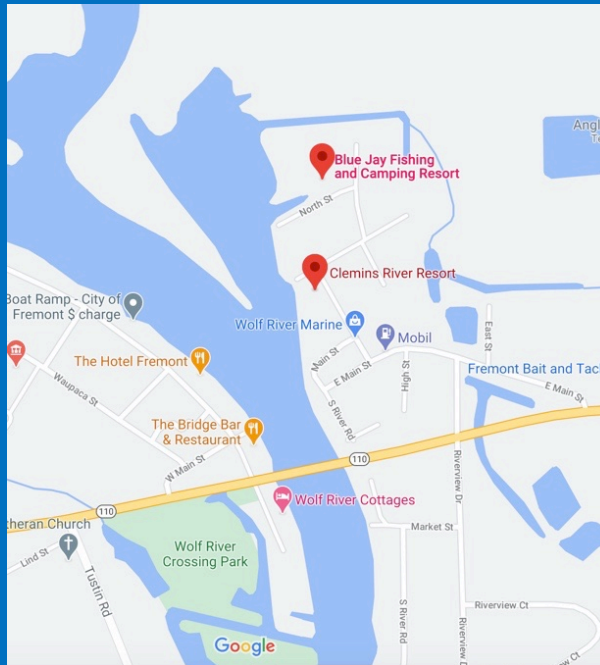 Angl
Te
Blue Jay Fishing
and Camping Resort
North St
Clemins River Resort
Boat Ramp - City of
Fremont $ charge
Wolf River Marine
Mobil
East St
The Hotel Fremont
Main St
E Main St
High St
Fremont Bait and Tac
E Main St
Waupaca St
The Bridge Bar
& Restaurant
S River Rd
W Main St
110
Riverview Dr
110
Wolf River Cottages
theran Church
Market St
Lind St
Wolf River
Crossing Park
Tustin Rd
S River Rd
Riverview Ct
Riverview D
w Ct
Google